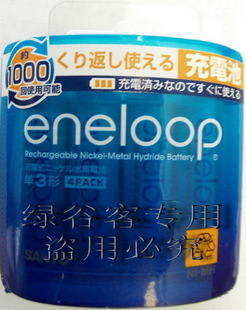 約
1000
回使用可能
くり返し使える
充電池
充電済みなのですぐに使える
eneloop®
Rechargeable Nickel-Metal Hydride Battery
単3形 4PACK
绿谷客专用
盗用必究
Ni-MH